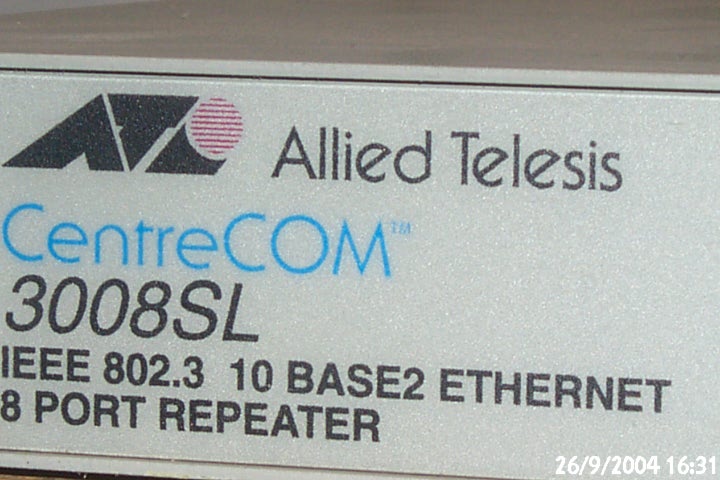 Allied Telesis
CentreCOM™
3008SL
IEEE 802.3 10 BASE2 ETHERNET
8 PORT REPEATER
26/9/2004 16:31